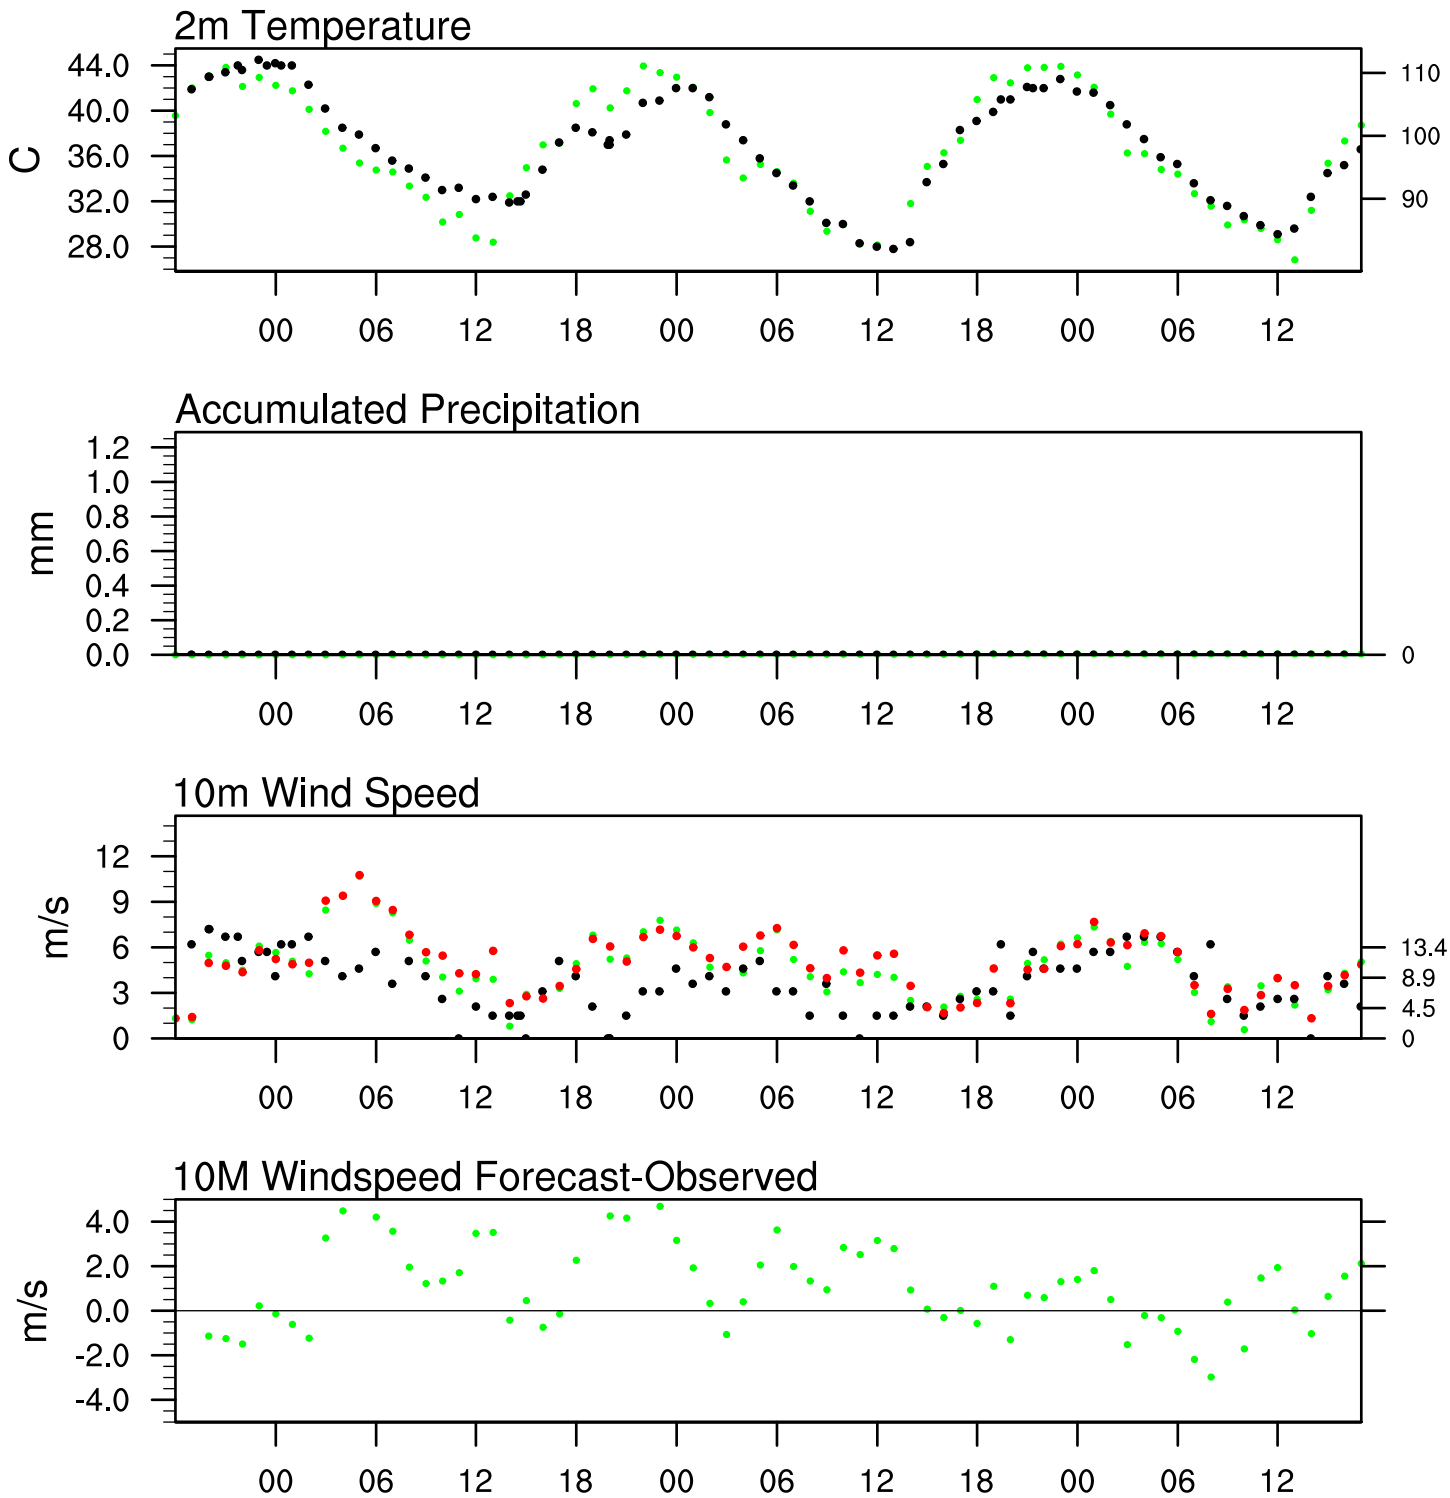 2m Temperature
44.0
40.0
36.0
32.0
28.0
C
110
100
90
00 06 12 18 00 06 12 18 00 06 12
Accumulated Precipitation
1.2
1.0
0.8
0.6
0.4
0.2
0.0
mm
0
00 06 12 18 00 06 12 18 00 06 12
10m Wind Speed
12
9
6
3
0
m/s
13.4
8.9
4.5
0
00 06 12 18 00 06 12 18 00 06 12
10M Windspeed Forecast-Observed
4.0
2.0
0.0
-2.0
-4.0
m/s
00 06 12 18 00 06 12 18 00 06 12